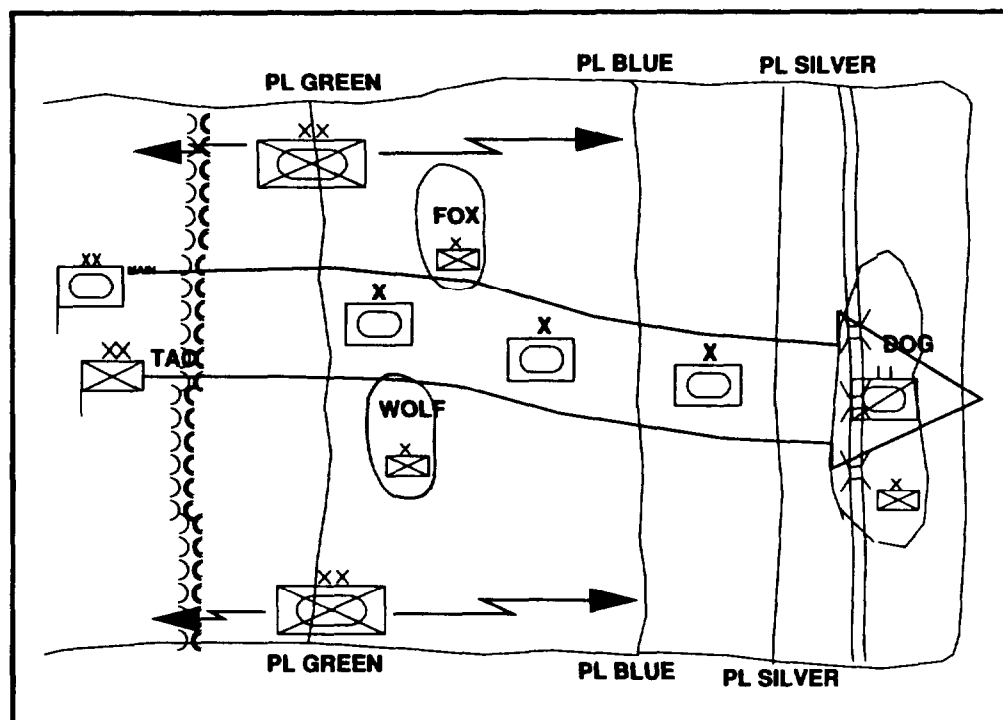 PL BLUE
PL SILVER
PL GREEN
XX
FOX
X
XX
MAIN
X
X
XX
TAC
X
DOG
II
WOLF
X
X
XX
PL GREEN
PL BLUE
PL SILVER